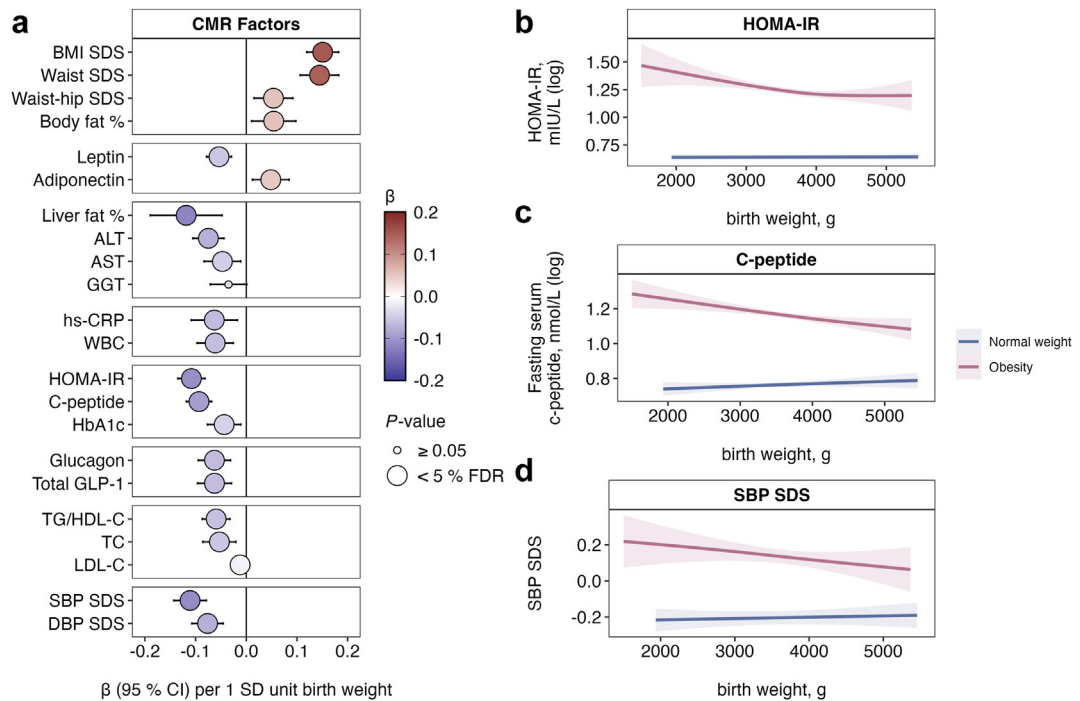 a
CMR Factors
BMI SDS
Waist SDS
Waist-hip SDS
Body fat %
Leptin
Adiponectin
Liver fat %
ALT
AST
GGT
hs-CRP
WBC
HOMA-IR
C-peptide
HbA1c
Glucagon
Total GLP-1
TG/HDL-C
TC
LDL-C
SBP SDS
DBP SDS
-0.2 -0.1 0.0 0.1 0.2
β (95 % CI) per 1 SD unit birth weight
β
0.2
0.1
0.0
-0.1
-0.2
P-value
≥ 0.05
< 5 % FDR
b
HOMA-IR
HOMA-IR,
mIU/L (log)
1.50
1.25
1.00
0.75
2000 3000 4000 5000
birth weight, g
c
C-peptide
Fasting serum
c-peptide, nmol/L (log)
1.2
1.0
0.8
2000 3000 4000 5000
birth weight, g
Normal weight
Obesity
d
SBP SDS
SBP SDS
0.2
0.0
-0.2
2000 3000 4000 5000
birth weight, g